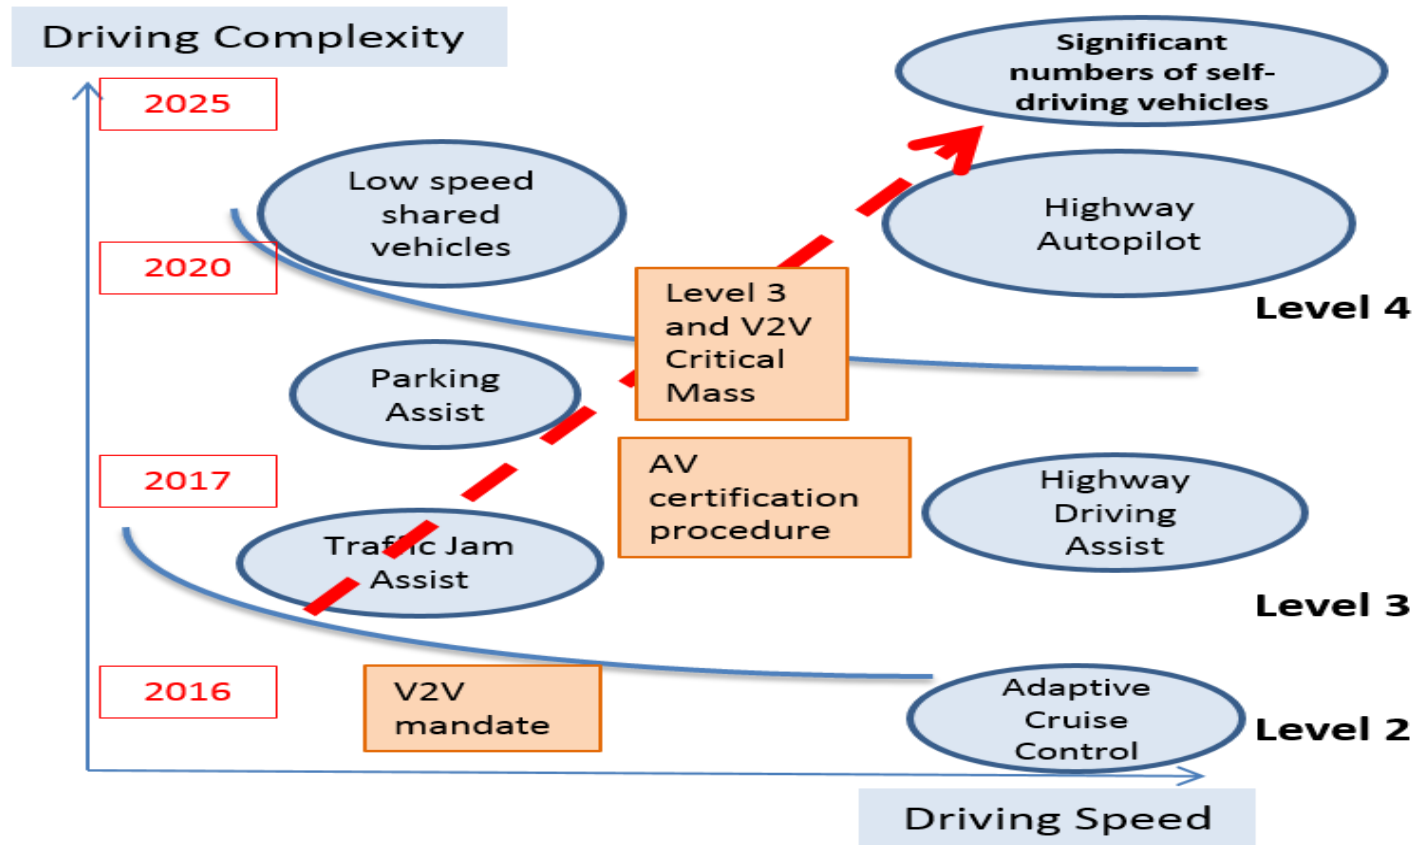 Driving Complexity
Significant
numbers of self-
driving vehicles
2025
Low speed
shared
vehicles
Highway
Autopilot
2020
Level 3
and V2V
Critical
Mass
Level 4
Parking
Assist
2017
AV
certification
procedure
Highway
Driving
Assist
Traffic Jam
Assist
Level 3
2016
V2V
mandate
Adaptive
Cruise
Control
Level 2
Driving Speed